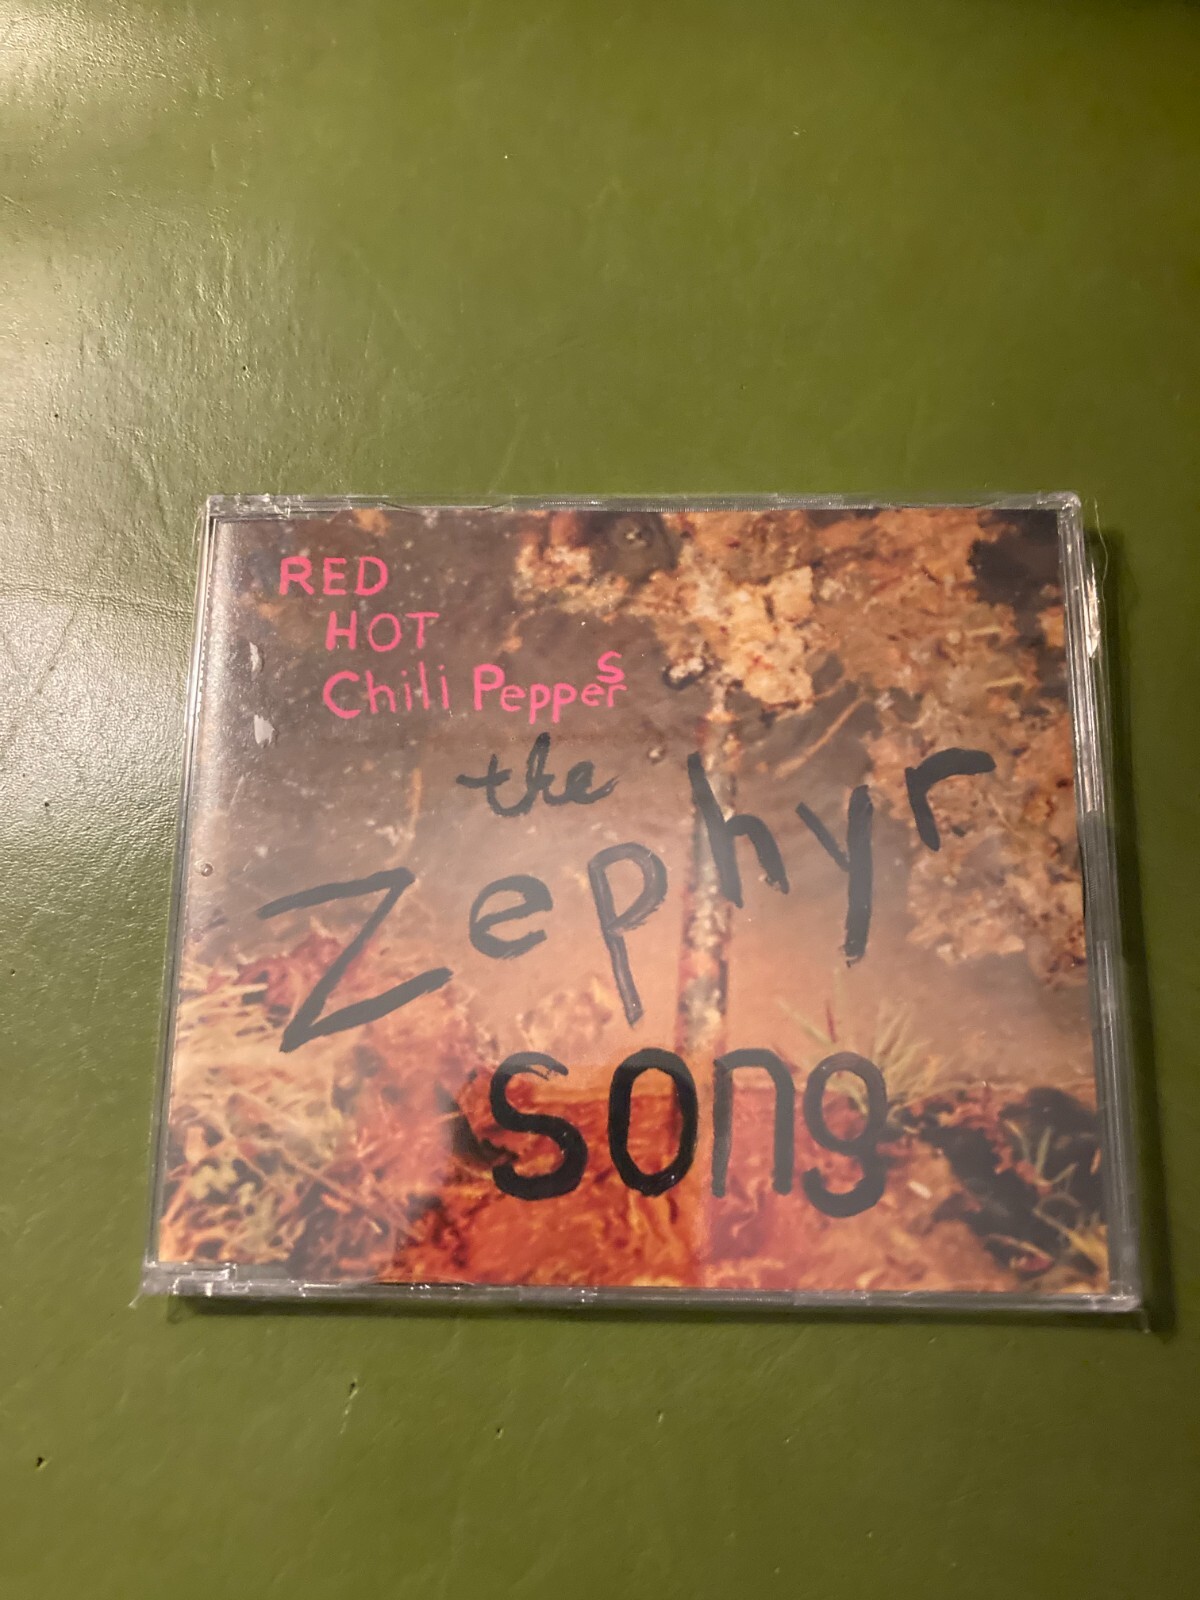 RED
HOT
Chili Peppers
the
Zephyr
song